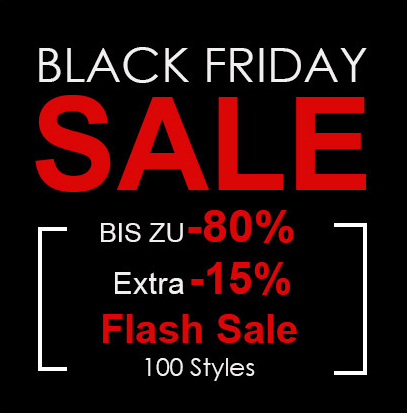 BLACK FRIDAY
SALE
BIS ZU -80%
Extra -15%
Flash Sale
100 Styles